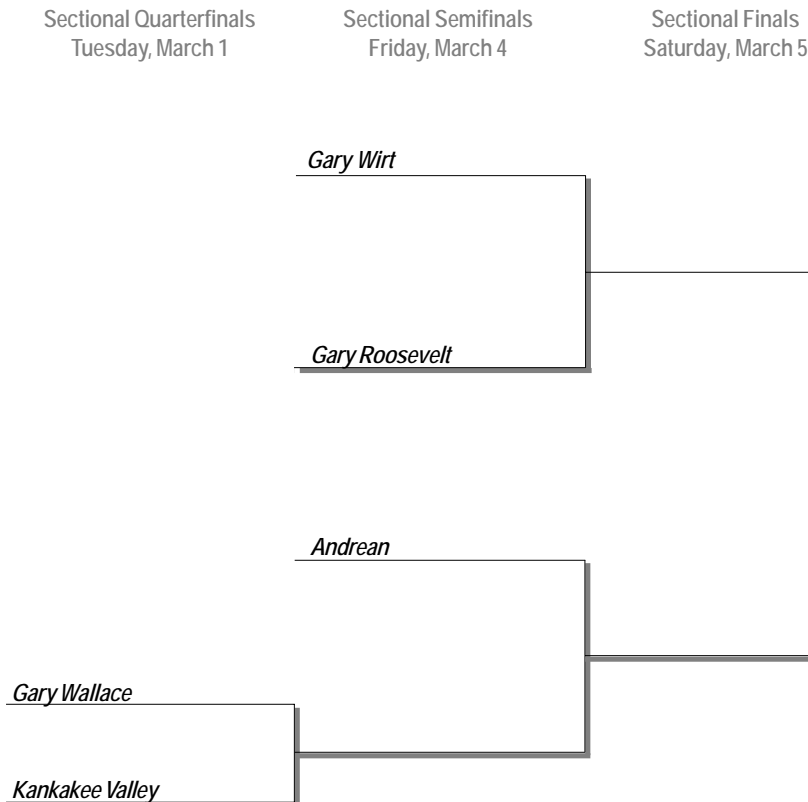 Sectional Quarterfinals
Tuesday, March 1
Sectional Semifinals
Friday, March 4
Sectional Finals
Saturday, March 5
Gary Wirt
Gary Roosevelt
Andrean
Gary Wallace
Kankakee Valley